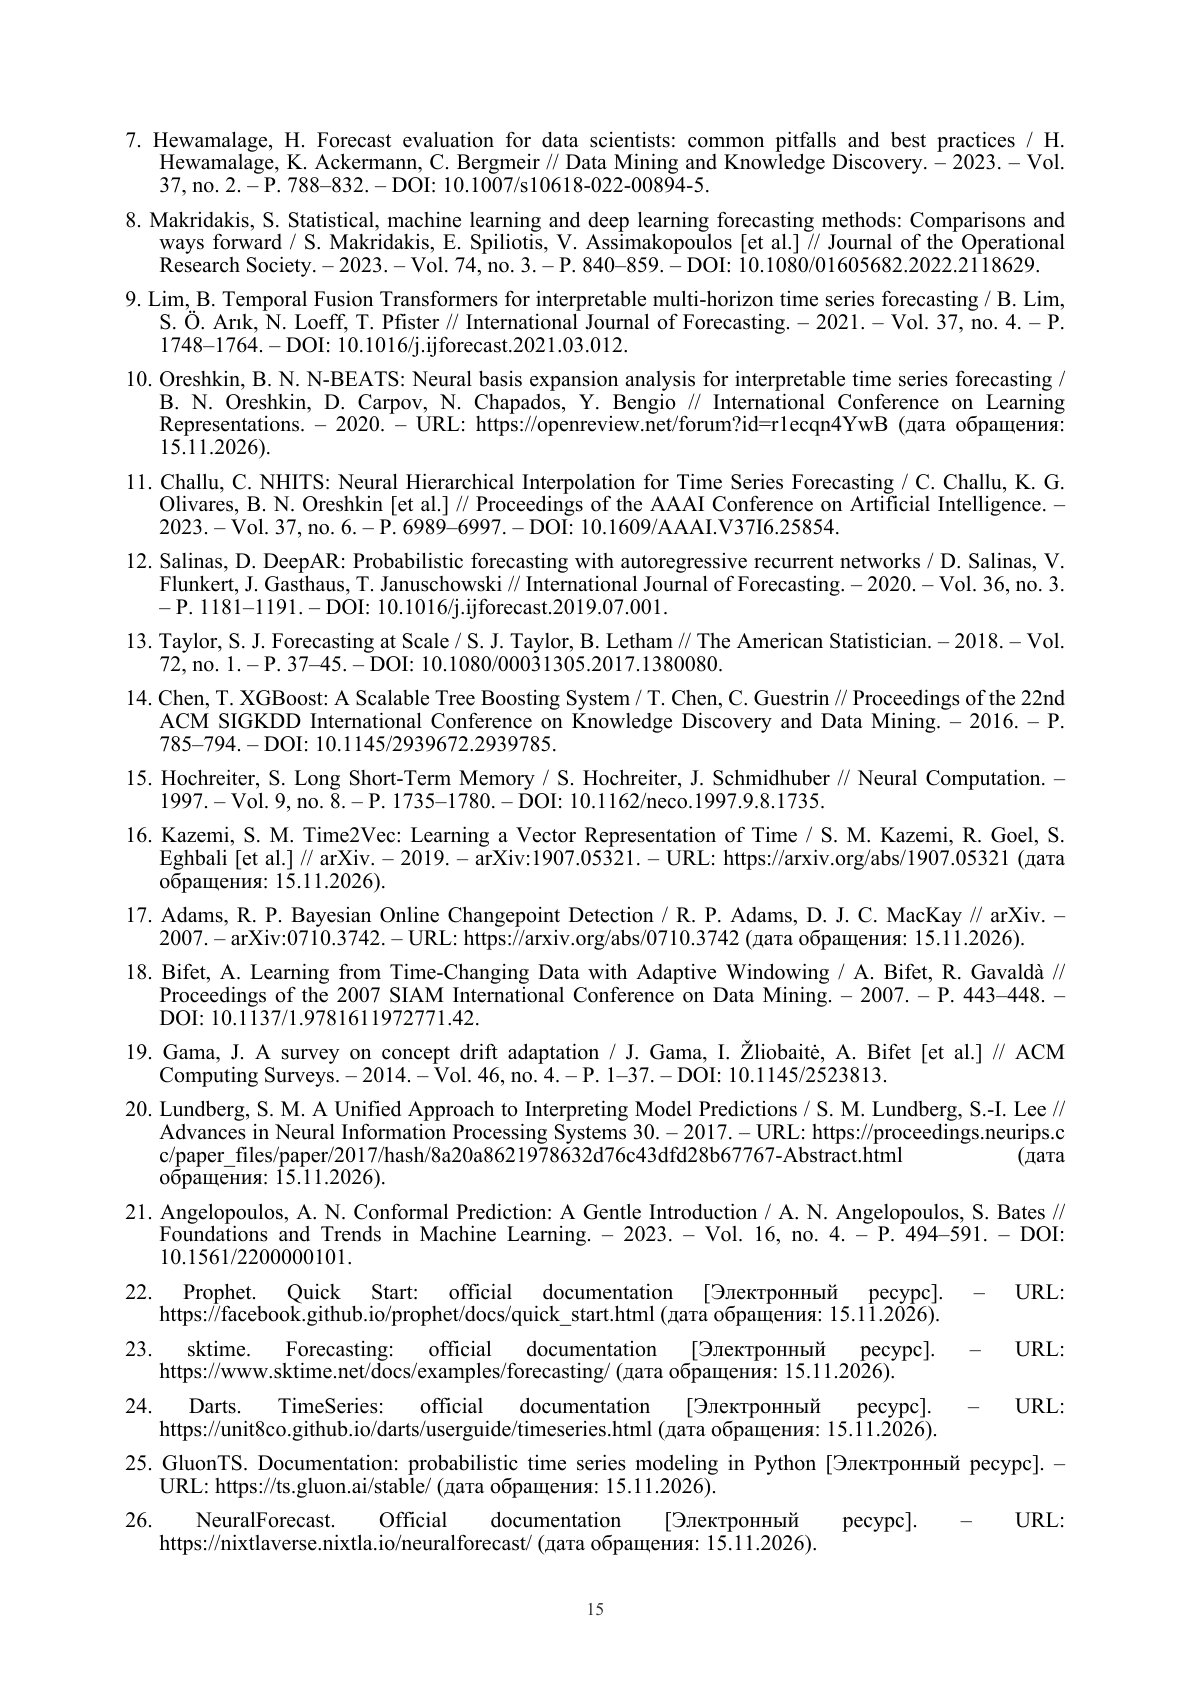 7. Hewamalage, H. Forecast evaluation for data scientists: common pitfalls and best practices / H.
Hewamalage, K. Ackermann, C. Bergmeir // Data Mining and Knowledge Discovery. – 2023. – Vol.
37, no. 2. – P. 788–832. – DOI: 10.1007/s10618-022-00894-5.
8. Makridakis, S. Statistical, machine learning and deep learning forecasting methods: Comparisons and
ways forward / S. Makridakis, E. Spiliotis, V. Assimakopoulos [et al.] // Journal of the Operational
Research Society. – 2023. – Vol. 74, no. 3. – P. 840–859. – DOI: 10.1080/01605682.2022.2118629.
9. Lim, B. Temporal Fusion Transformers for interpretable multi-horizon time series forecasting / B. Lim,
S. Ö. Arık, N. Loeff, T. Pfister // International Journal of Forecasting. – 2021. – Vol. 37, no. 4. – P.
1748–1764. – DOI: 10.1016/j.ijforecast.2021.03.012.
10. Oreshkin, B. N. N-BEATS: Neural basis expansion analysis for interpretable time series forecasting /
B. N. Oreshkin, D. Carpov, N. Chapados, Y. Bengio // International Conference on Learning
Representations. – 2020. – URL: https://openreview.net/forum?id=r1ecqn4YwB (дата обращения:
15.11.2026).
11. Challu, C. NHITS: Neural Hierarchical Interpolation for Time Series Forecasting / C. Challu, K. G.
Olivares, B. N. Oreshkin [et al.] // Proceedings of the AAAI Conference on Artificial Intelligence. –
2023. – Vol. 37, no. 6. – P. 6989–6997. – DOI: 10.1609/AAAI.V37I6.25854.
12. Salinas, D. DeepAR: Probabilistic forecasting with autoregressive recurrent networks / D. Salinas, V.
Flunkert, J. Gasthaus, T. Januschowski // International Journal of Forecasting. – 2020. – Vol. 36, no. 3.
– P. 1181–1191. – DOI: 10.1016/j.ijforecast.2019.07.001.
13. Taylor, S. J. Forecasting at Scale / S. J. Taylor, B. Letham // The American Statistician. – 2018. – Vol.
72, no. 1. – P. 37–45. – DOI: 10.1080/00031305.2017.1380080.
14. Chen, T. XGBoost: A Scalable Tree Boosting System / T. Chen, C. Guestrin // Proceedings of the 22nd
ACM SIGKDD International Conference on Knowledge Discovery and Data Mining. – 2016. – P.
785–794. – DOI: 10.1145/2939672.2939785.
15. Hochreiter, S. Long Short-Term Memory / S. Hochreiter, J. Schmidhuber // Neural Computation. –
1997. – Vol. 9, no. 8. – P. 1735–1780. – DOI: 10.1162/neco.1997.9.8.1735.
16. Kazemi, S. M. Time2Vec: Learning a Vector Representation of Time / S. M. Kazemi, R. Goel, S.
Eghbali [et al.] // arXiv. – 2019. – arXiv:1907.05321. – URL: https://arxiv.org/abs/1907.05321 (дата
обращения: 15.11.2026).
17. Adams, R. P. Bayesian Online Changepoint Detection / R. P. Adams, D. J. C. MacKay // arXiv. –
2007. – arXiv:0710.3742. – URL: https://arxiv.org/abs/0710.3742 (дата обращения: 15.11.2026).
18. Bifet, A. Learning from Time-Changing Data with Adaptive Windowing / A. Bifet, R. Gavaldà //
Proceedings of the 2007 SIAM International Conference on Data Mining. – 2007. – P. 443–448. –
DOI: 10.1137/1.9781611972771.42.
19. Gama, J. A survey on concept drift adaptation / J. Gama, I. Žliobaitė, A. Bifet [et al.] // ACM
Computing Surveys. – 2014. – Vol. 46, no. 4. – P. 1–37. – DOI: 10.1145/2523813.
20. Lundberg, S. M. A Unified Approach to Interpreting Model Predictions / S. M. Lundberg, S.-I. Lee //
Advances in Neural Information Processing Systems 30. – 2017. – URL: https://proceedings.neurips.c
c/paper_files/paper/2017/hash/8a20a8621978632d76c43dfd28b67767-Abstract.html (дата
обращения: 15.11.2026).
21. Angelopoulos, A. N. Conformal Prediction: A Gentle Introduction / A. N. Angelopoulos, S. Bates //
Foundations and Trends in Machine Learning. – 2023. – Vol. 16, no. 4. – P. 494–591. – DOI:
10.1561/2200000101.
22. Prophet. Quick Start: official documentation [Электронный ресурс]. – URL:
https://facebook.github.io/prophet/docs/quick_start.html (дата обращения: 15.11.2026).
23. sktime. Forecasting: official documentation [Электронный ресурс]. – URL:
https://www.sktime.net/docs/examples/forecasting/ (дата обращения: 15.11.2026).
24. Darts. TimeSeries: official documentation [Электронный ресурс]. – URL:
https://unit8co.github.io/darts/userguide/timeseries.html (дата обращения: 15.11.2026).
25. GluonTS. Documentation: probabilistic time series modeling in Python [Электронный ресурс]. –
URL: https://ts.gluon.ai/stable/ (дата обращения: 15.11.2026).
26. NeuralForecast. Official documentation [Электронный ресурс]. – URL:
https://nixtlaverse.nixtla.io/neuralforecast/ (дата обращения: 15.11.2026).
15